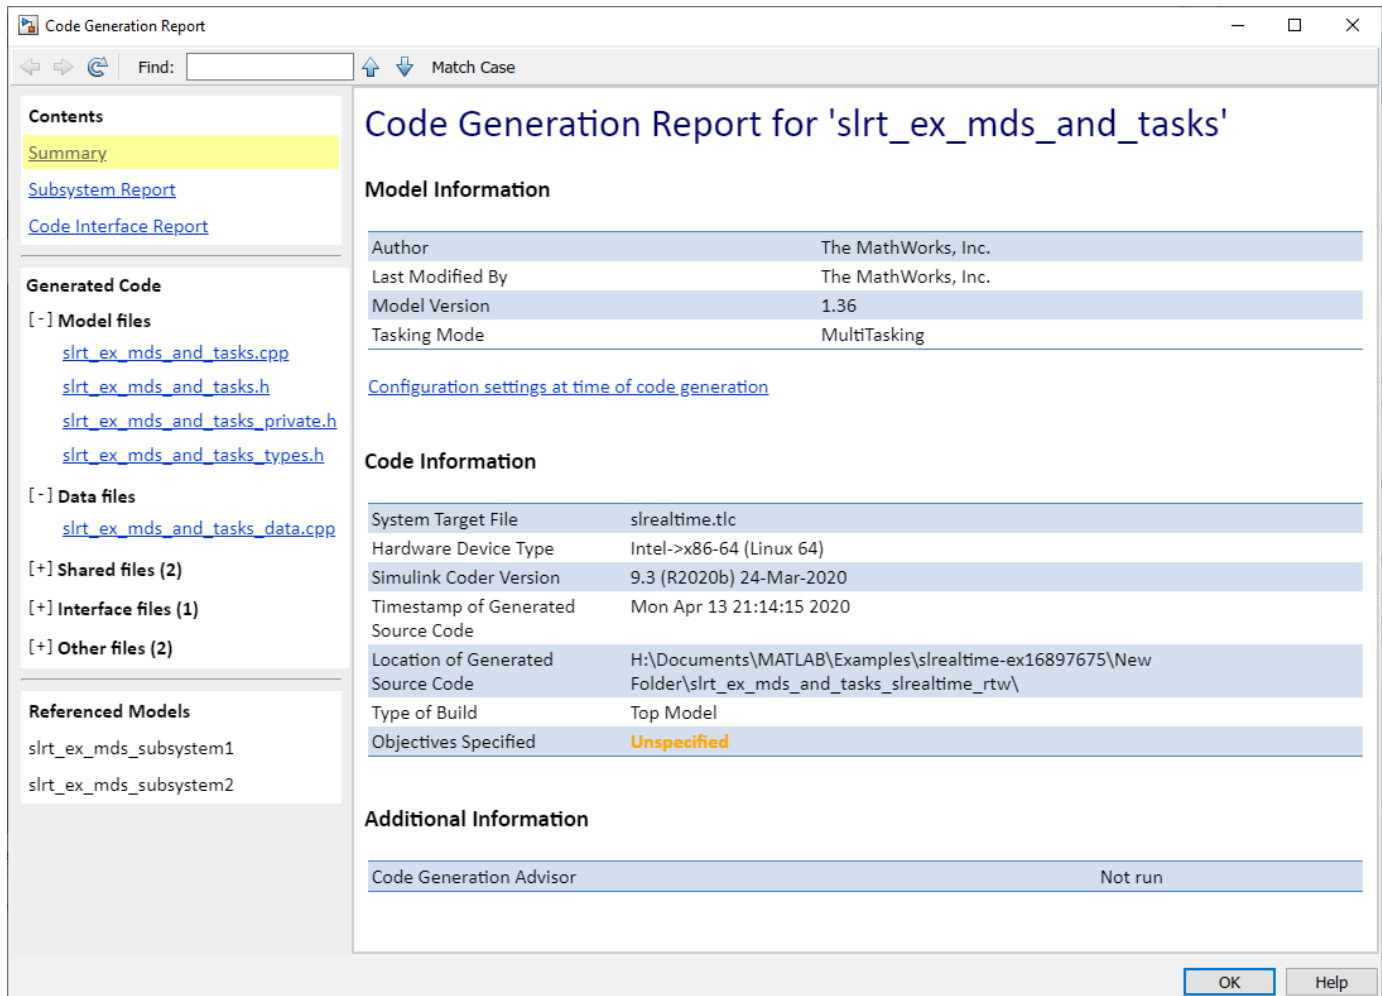 Code Generation Report
Find:
Match Case
Contents
Summary
Subsystem Report
Code Interface Report
Generated Code
[-] Model files
slrt_ex_mds_and_tasks.cpp
slrt_ex_mds_and_tasks.h
slrt_ex_mds_and_tasks_private.h
slrt_ex_mds_and_tasks_types.h
[-] Data files
slrt_ex_mds_and_tasks_data.cpp
[+] Shared files (2)
[+] Interface files (1)
[+] Other files (2)
Referenced Models
slrt_ex_mds_subsystem1
slrt_ex_mds_subsystem2
Code Generation Report for 'slrt_ex_mds_and_tasks'
Model Information
Author The MathWorks, Inc.
Last Modified By The MathWorks, Inc.
Model Version 1.36
Tasking Mode MultiTasking
Configuration settings at time of code generation
Code Information
System Target File slrealtime.tlc
Hardware Device Type Intel->x86-64 (Linux 64)
Simulink Coder Version 9.3 (R2020b) 24-Mar-2020
Timestamp of Generated Mon Apr 13 21:14:15 2020
Source Code
Location of Generated H:\Documents\MATLAB\Examples\slrealtime-ex16897675\New
Source Code Folder\slrt_ex_mds_and_tasks_slrealtime_rtw\
Type of Build Top Model
Objectives Specified Unspecified
Additional Information
Code Generation Advisor Not run
OK Help